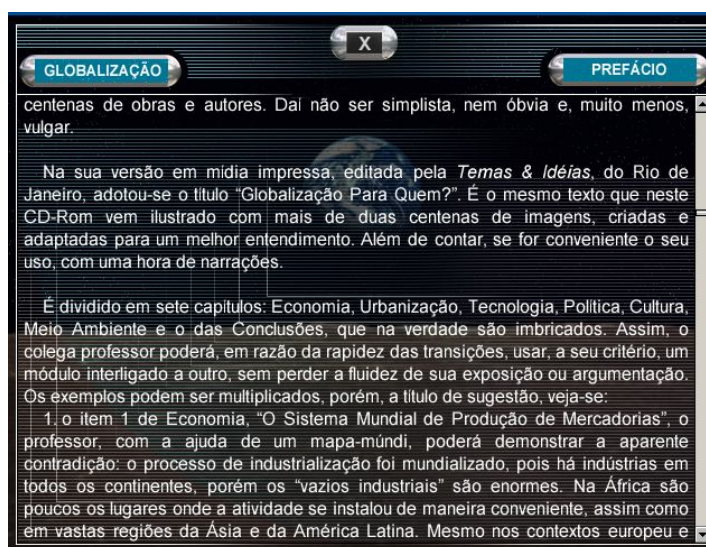 X
GLOBALIZAÇÃO
PREFÁCIO
centenas de obras e autores. Daí não ser simplista, nem óbvia e, muito menos,
vulgar.
Na sua versão em mídia impressa, editada pela Temas & Idéias, do Rio de
Janeiro, adotou-se o título “Globalização Para Quem?”. É o mesmo texto que neste
CD-Rom vem ilustrado com mais de duas centenas de imagens, criadas e
adaptadas para um melhor entendimento. Além de contar, se for conveniente o seu
uso, com uma hora de narrações.
É dividido em sete capítulos: Economia, Urbanização, Tecnologia, Política, Cultura,
Meio Ambiente e o das Conclusões, que na verdade são imbricados. Assim, o
colega professor poderá, em razão da rapidez das transições, usar, a seu critério, um
módulo interligado a outro, sem perder a fluidez de sua exposição ou argumentação.
Os exemplos podem ser multiplicados, porém, a título de sugestão, veja-se:
1. o item 1 de Economia, “O Sistema Mundial de Produção de Mercadorias”, o
professor, com a ajuda de um mapa-múndi, poderá demonstrar a aparente
contradição: o processo de industrialização foi mundializado, pois há indústrias em
todos os continentes, porém os “vazios industriais” são enormes. Na África são
poucos os lugares onde a atividade se instalou de maneira conveniente, assim como
em vastas regiões da Ásia e da América Latina. Mesmo nos contextos europeu e